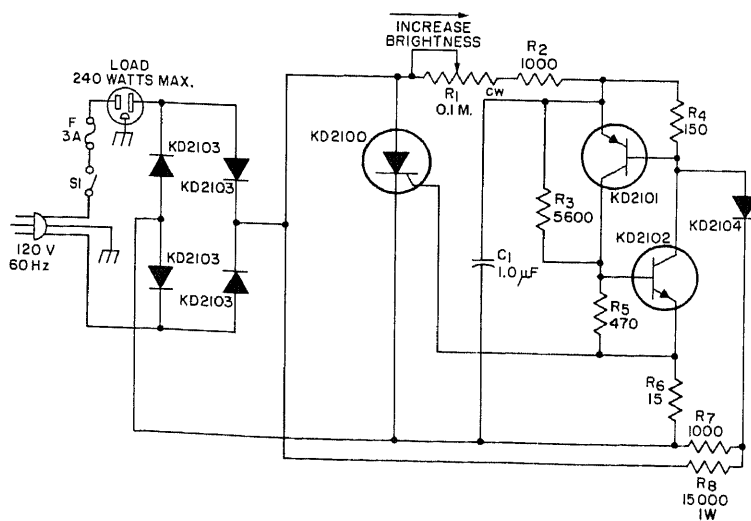 INCREASE
BRIGHTNESS
LOAD
240 WATTS MAX.
F
3A
S1
120 V
60 Hz
KD2103
KD2103
KD2103
KD2103
KD2100
R1
0.1 M.
CW
R2
1000
R4
150
KD2101
KD2104
R3
5600
C1
1.0 µF
KD2102
R5
470
R6
15
R7
1000
R8
15000
1W